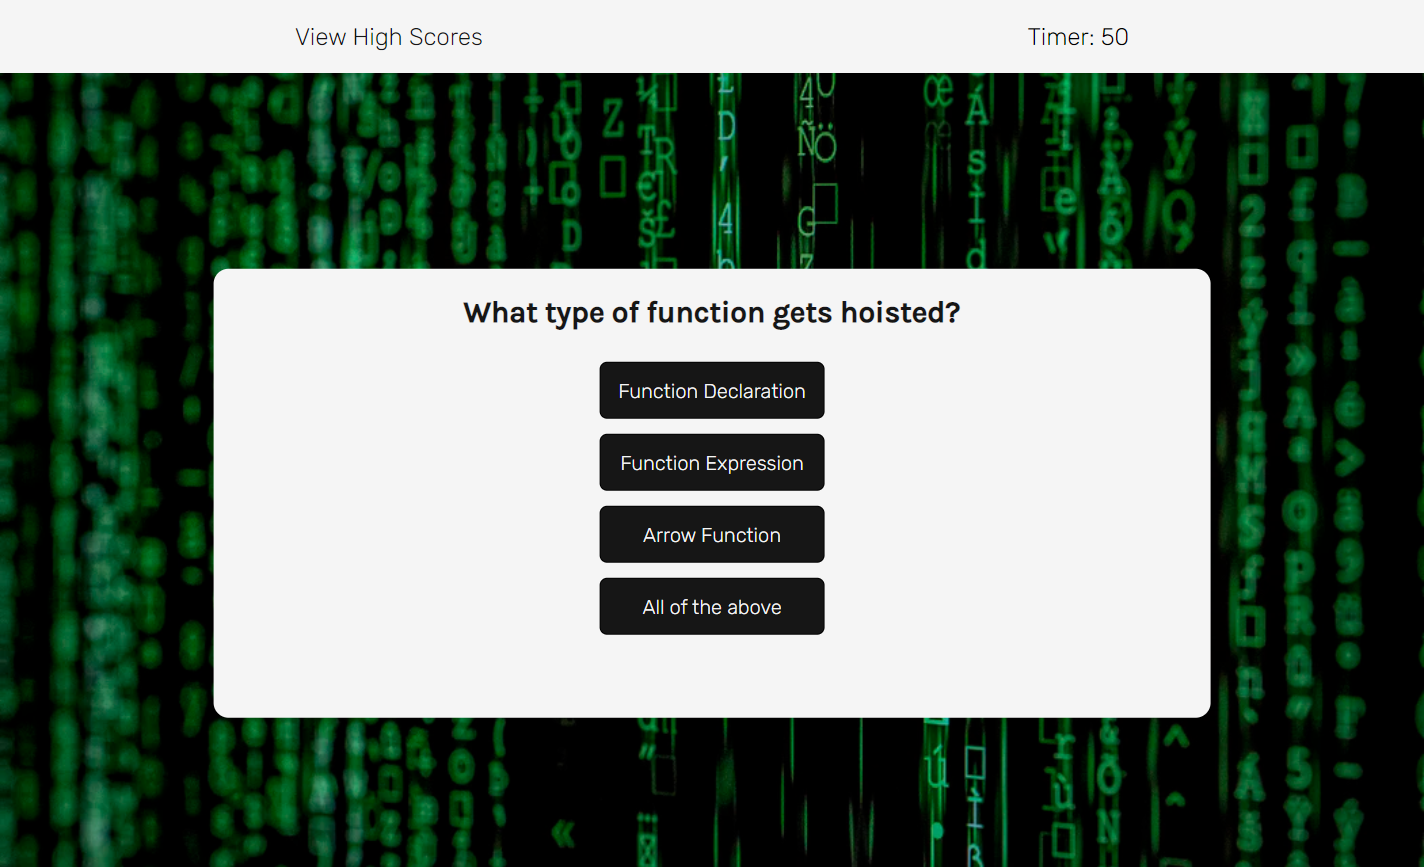 View High Scores
Timer: 50
What type of function gets hoisted?
Function Declaration
Function Expression
Arrow Function
All of the above